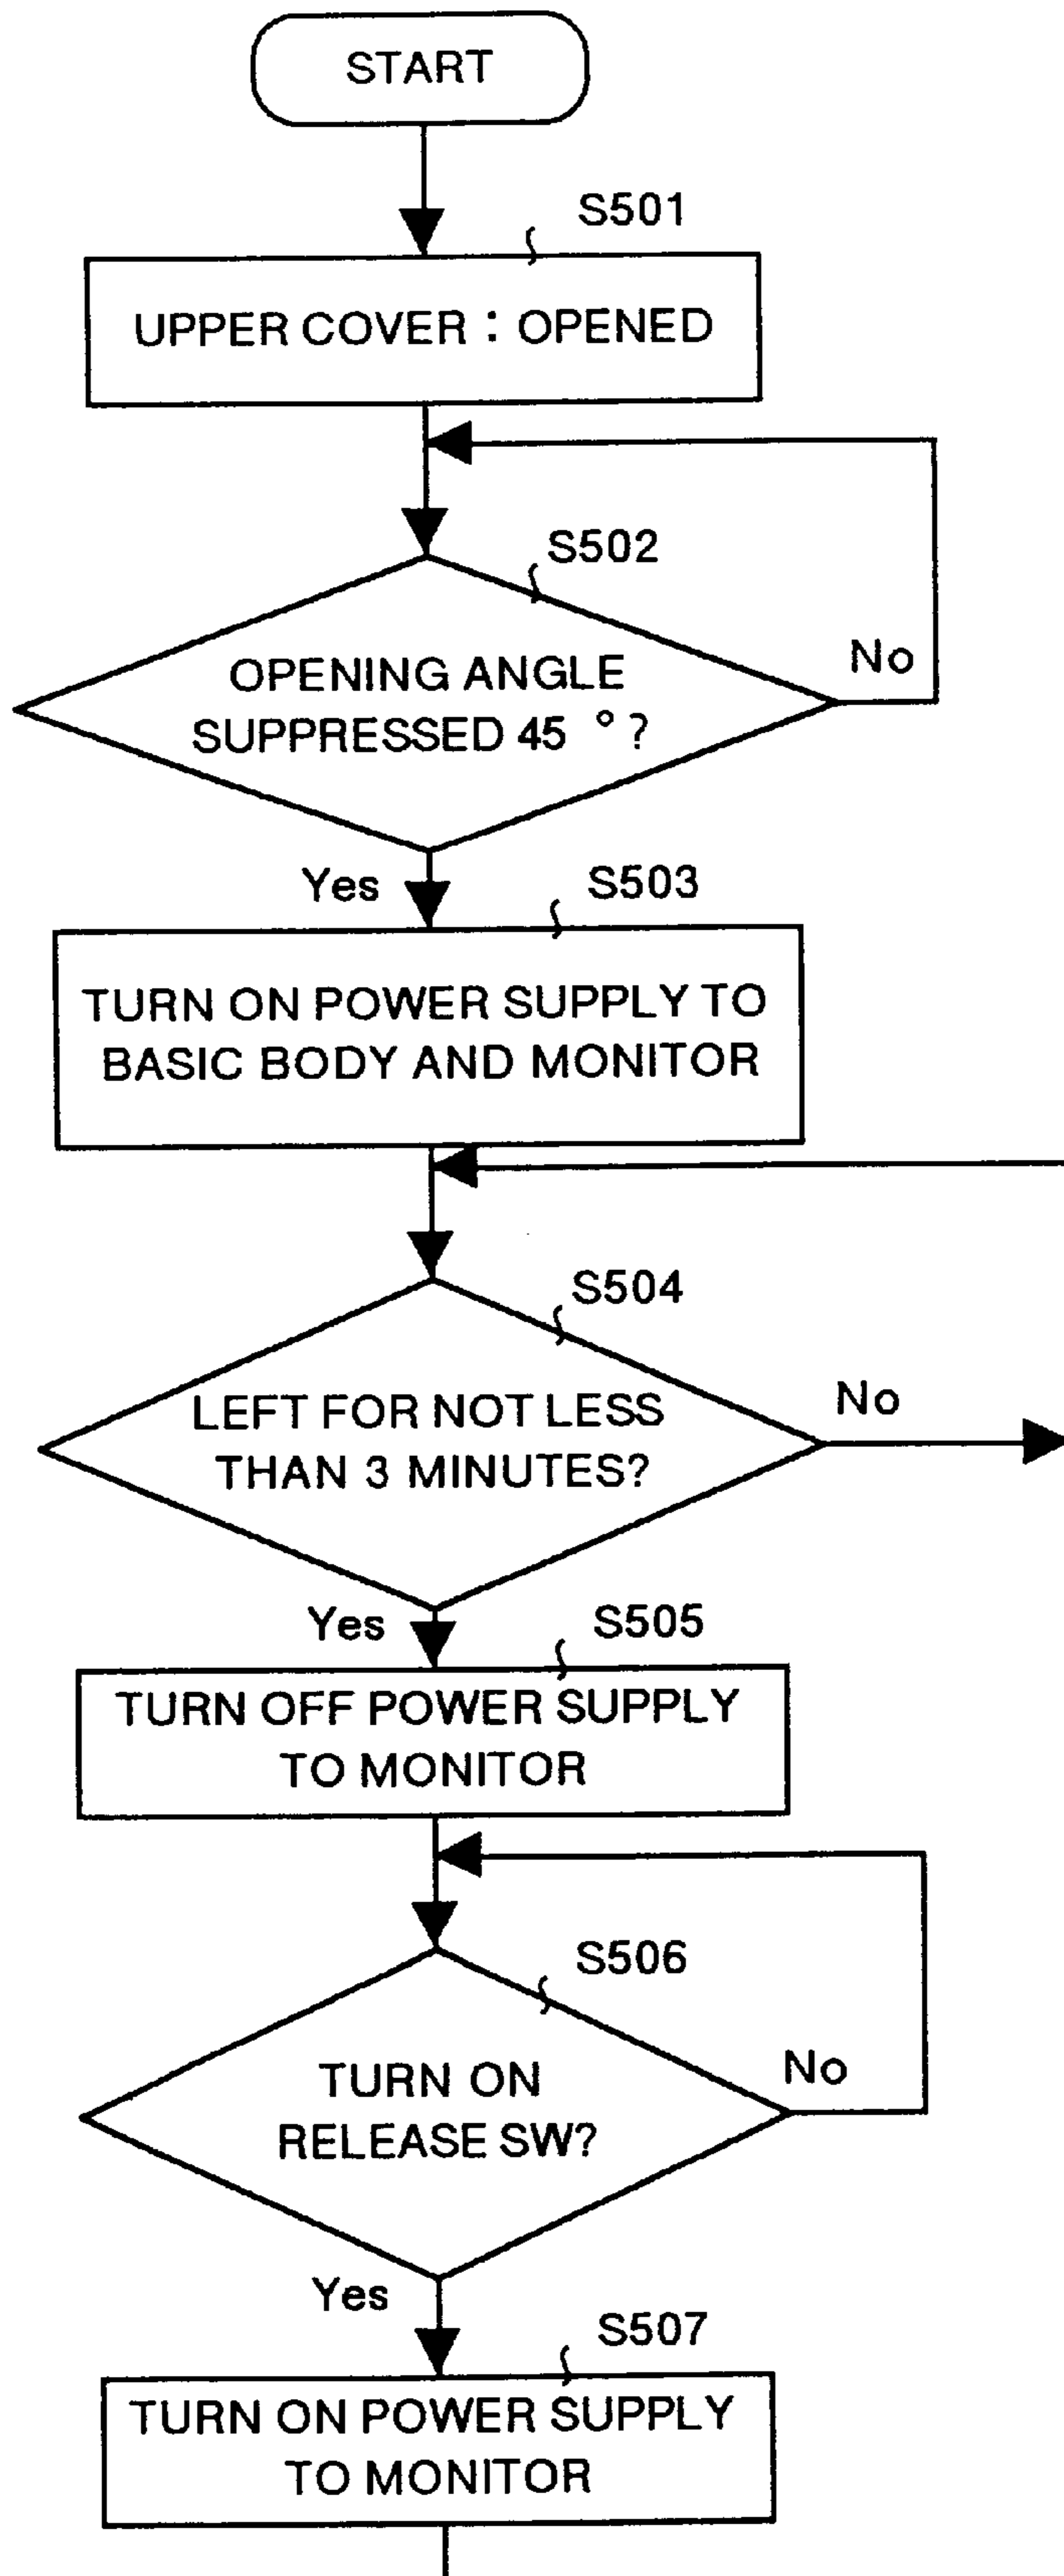 START
S501
UPPER COVER : OPENED
S502
OPENING ANGLE
SUPPRESSED 45 °?
No
Yes
S503
TURN ON POWER SUPPLY TO
BASIC BODY AND MONITOR
S504
LEFT FOR NOT LESS
THAN 3 MINUTES?
No
Yes
S505
TURN OFF POWER SUPPLY
TO MONITOR
S506
TURN ON
RELEASE SW?
No
Yes
S507
TURN ON POWER SUPPLY
TO MONITOR